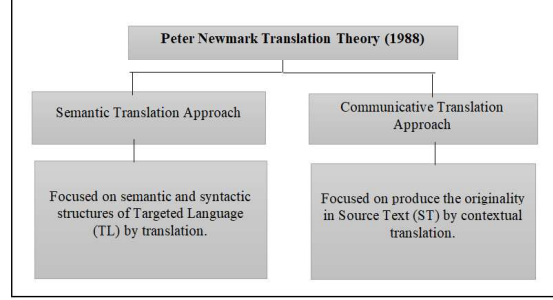 Peter Newmark Translation Theory (1988)
Semantic Translation Approach
Communicative Translation
Approach
Focused on semantic and syntactic
structures of Targeted Language
(TL) by translation.
Focused on produce the originality
in Source Text (ST) by contextual
translation.